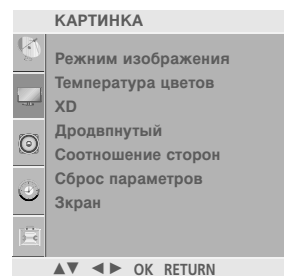 КАРТИНКА
Режим изображения
Температура цветов
XD
Дродвпнутый
Соотношение сторон
Сброс параметров
Зкран
▲▼ ◄► OK RETURN